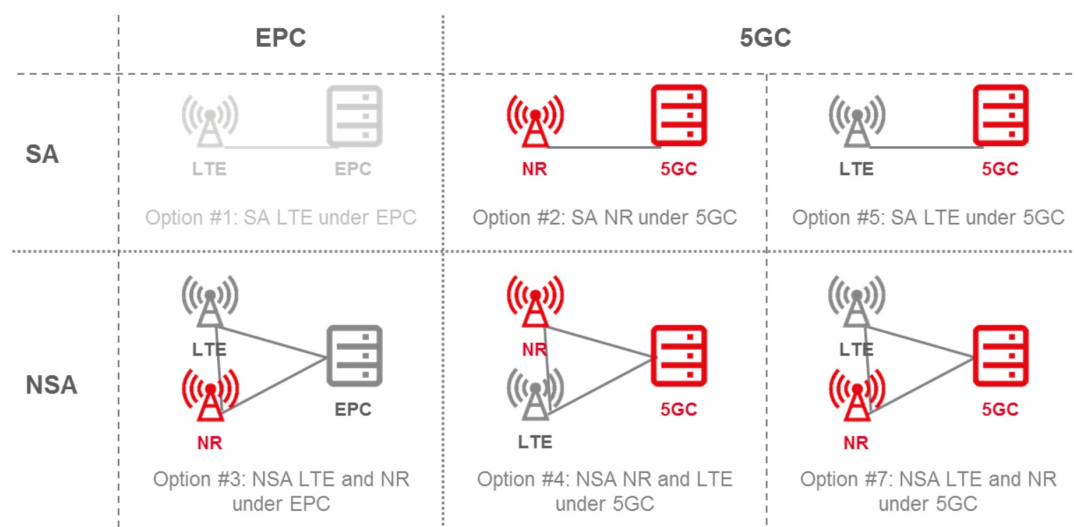 EPC
5GC
SA
LTE
EPC
Option #1: SA LTE under EPC
NR
5GC
Option #2: SA NR under 5GC
LTE
5GC
Option #5: SA LTE under 5GC
NSA
LTE
EPC
NR
Option #3: NSA LTE and NR
under EPC
NR
5GC
LTE
Option #4: NSA NR and LTE
under 5GC
LTE
5GC
NR
Option #7: NSA LTE and NR
under 5GC